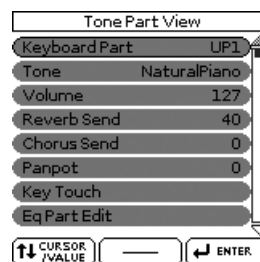 Tone Part View
Keyboard Part UP1
Tone NaturalPiano
Volume 127
Reverb Send 40
Chorus Send 0
Panpot 0
Key Touch
Eq Part Edit
CURSOR
/VALUE
ENTER